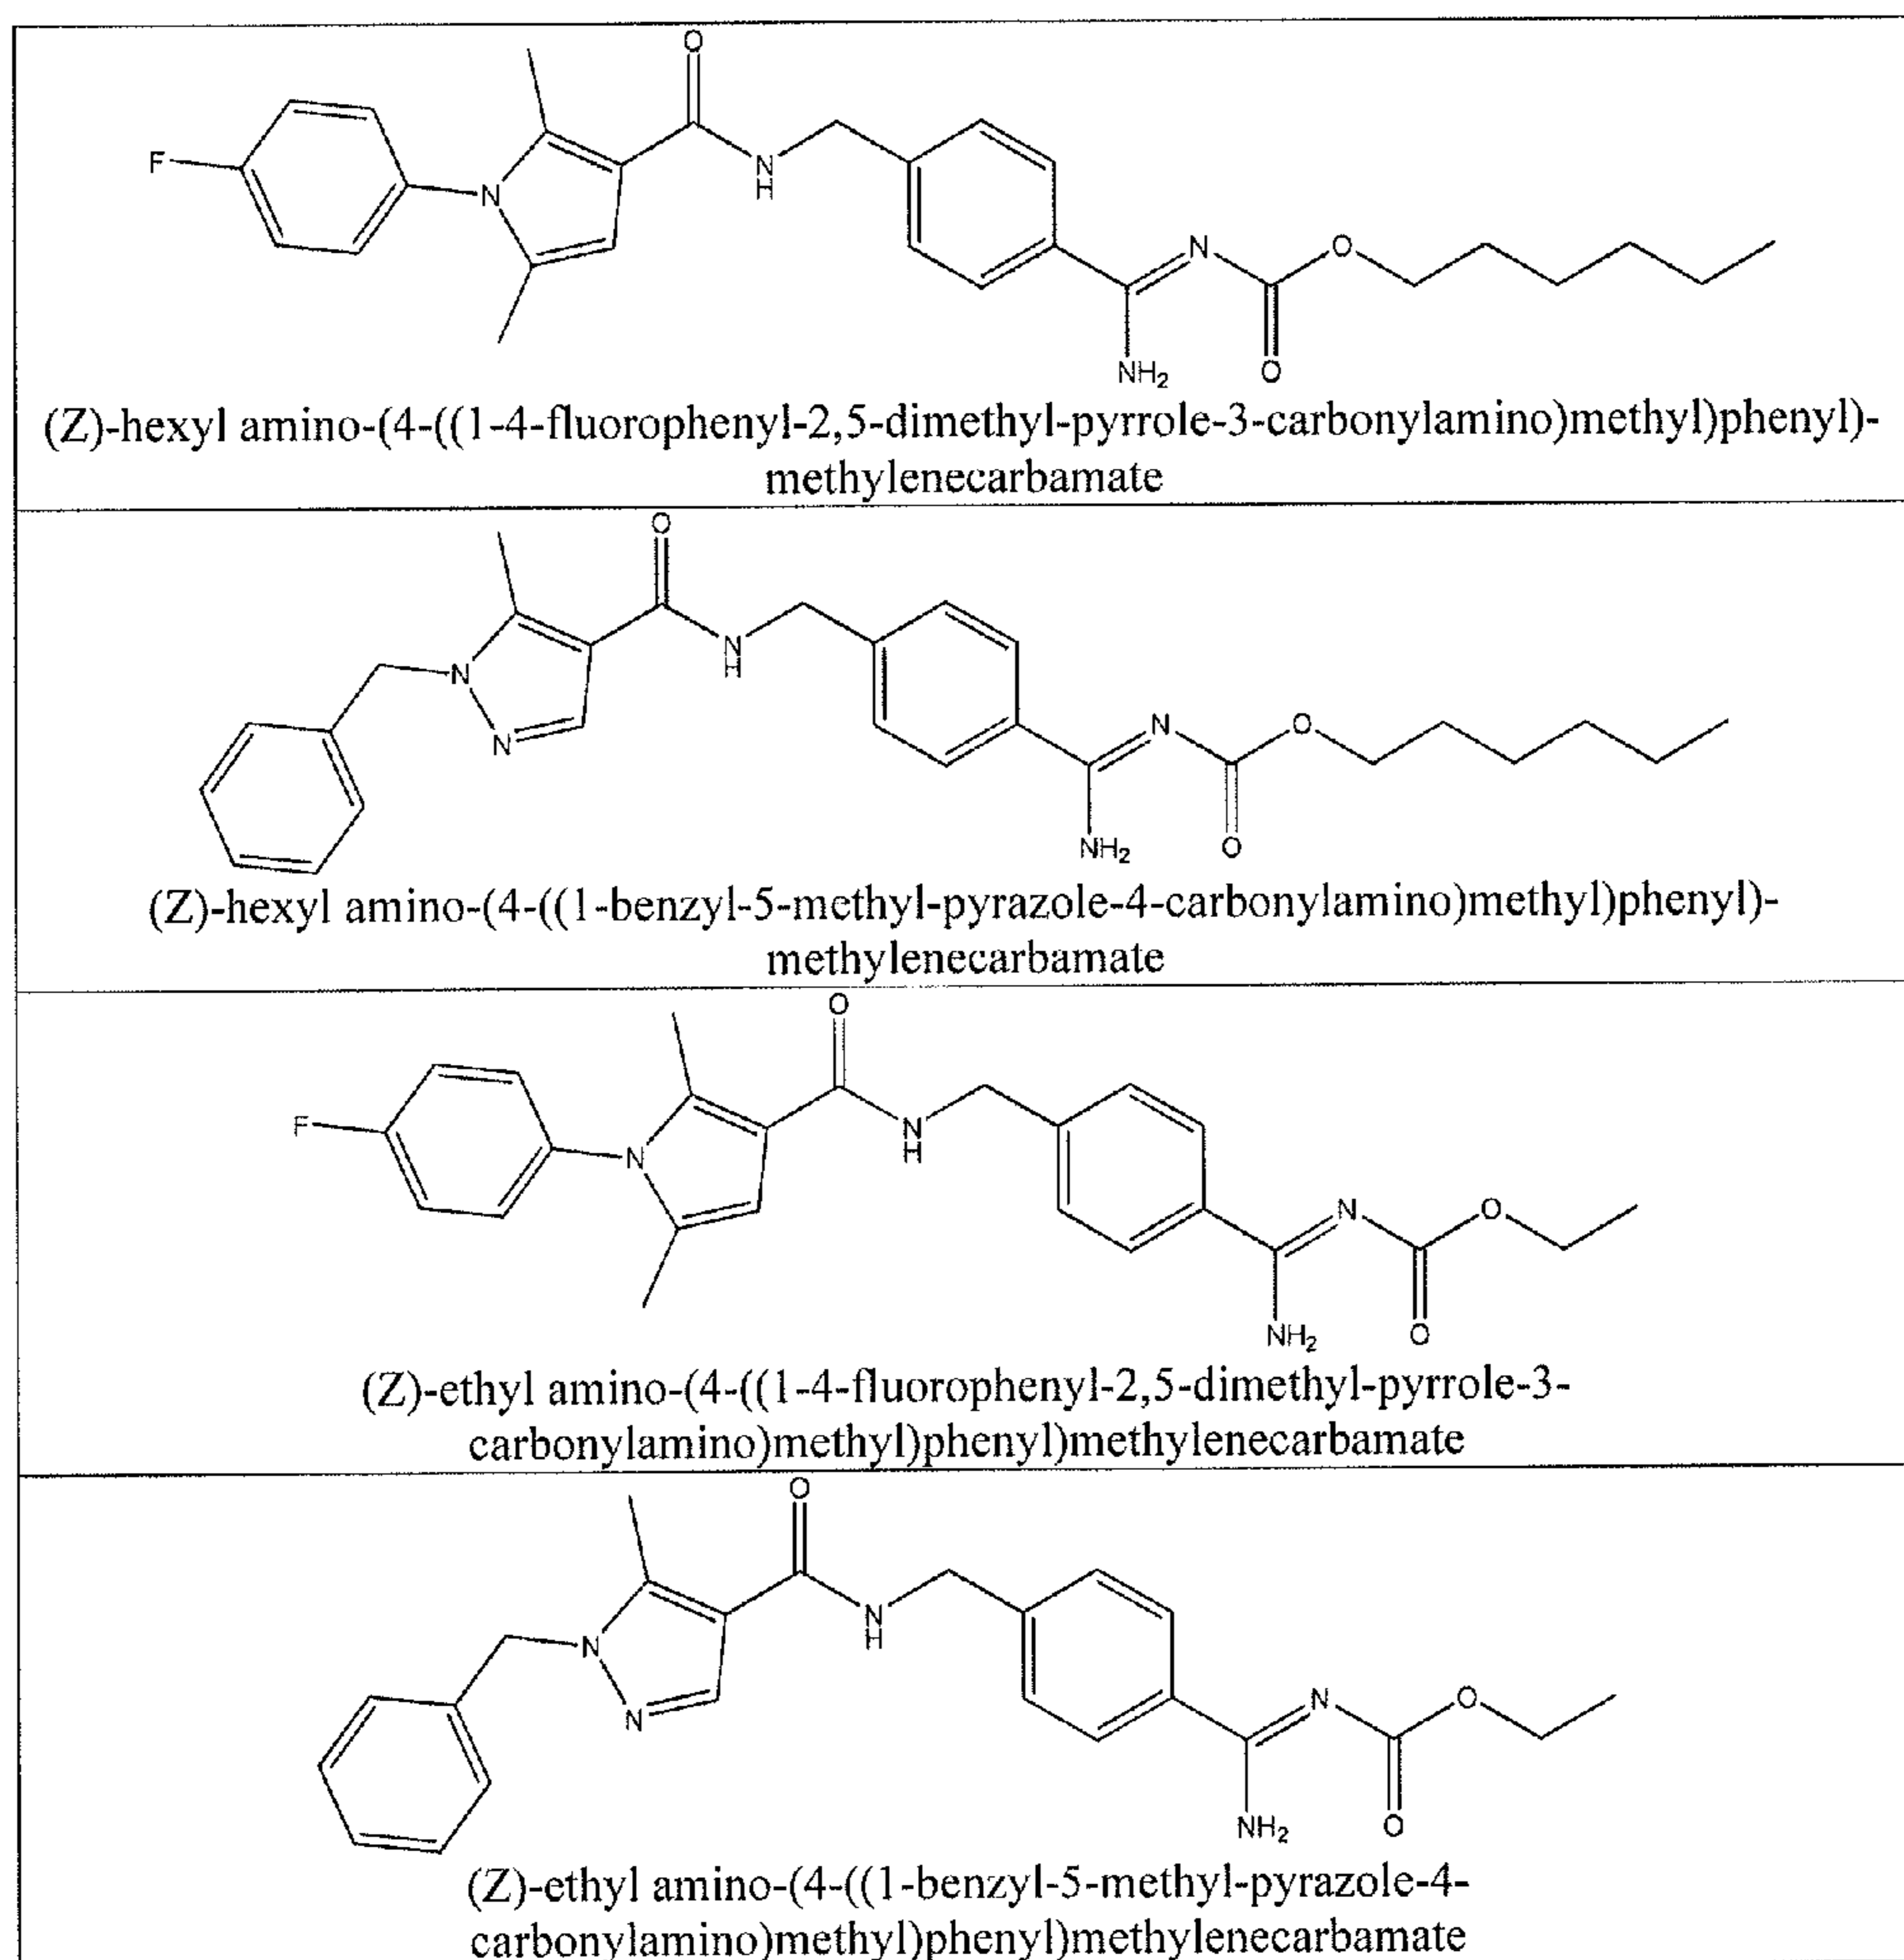 O
F
N
N
H
N
O
NH2
O
(Z)-hexyl amino-(4-((1-4-fluorophenyl-2,5-dimethyl-pyrrole-3-carbonylamino)methyl)phenyl)-
methylenecarbamate
O
N
N
H
N
N
O
NH2
O
(Z)-hexyl amino-(4-((1-benzyl-5-methyl-pyrazole-4-carbonylamino)methyl)phenyl)-
methylenecarbamate
O
F
N
N
H
N
O
NH2
O
(Z)-ethyl amino-(4-((1-4-fluorophenyl-2,5-dimethyl-pyrrole-3-
carbonylamino)methyl)phenyl)methylenecarbamate
O
N
N
H
N
N
O
NH2
O
(Z)-ethyl amino-(4-((1-benzyl-5-methyl-pyrazole-4-
carbonylamino)methyl)phenyl)methylenecarbamate